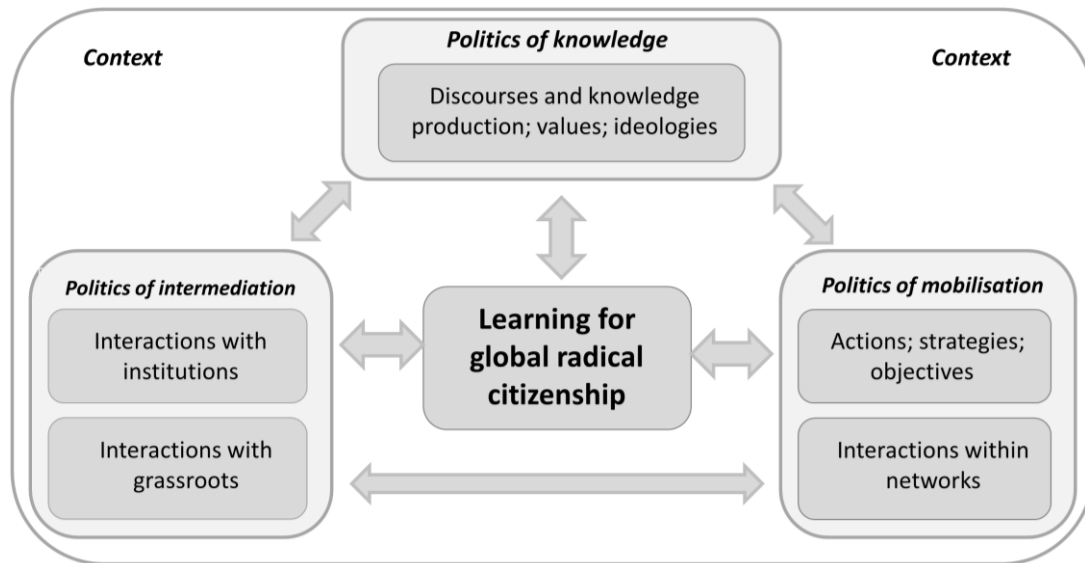 Context
Politics of knowledge
Context
Discourses and knowledge
production; values; ideologies
Politics of intermediation
Interactions with
institutions
Interactions with
grassroots
Learning for
global radical
citizenship
Politics of mobilisation
Actions; strategies;
objectives
Interactions within
networks